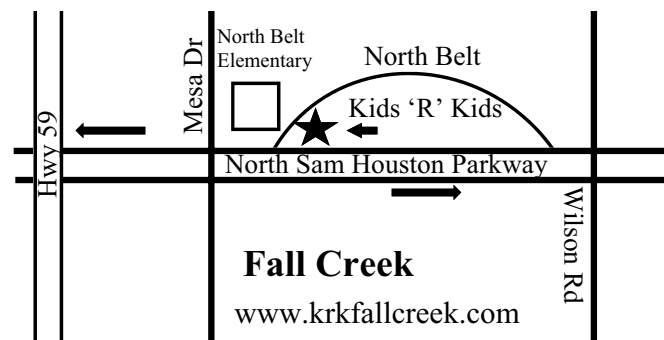 North Belt
Elementary
North Belt
Mesa Dr
Kids ‘R’ Kids
Hwy 59
North Sam Houston Parkway
Wilson Rd
Fall Creek
www.krkfallcreek.com